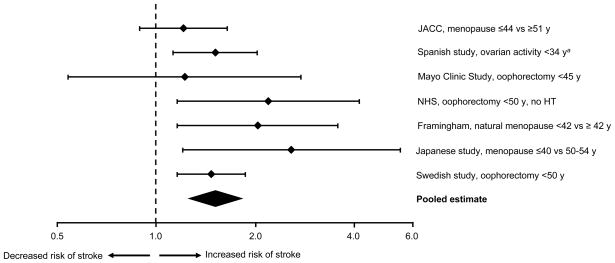 JACC, menopause ≤44 vs ≥51 y
Spanish study, ovarian activity <34 yᵃ
Mayo Clinic Study, oophorectomy <45 y
NHS, oophorectomy <50 y, no HT
Framingham, natural menopause <42 vs ≥ 42 y
Japanese study, menopause ≤40 vs 50-54 y
Swedish study, oophorectomy <50 y
Pooled estimate
0.5 1.0 2.0 4.0 6.0
Decreased risk of stroke Increased risk of stroke